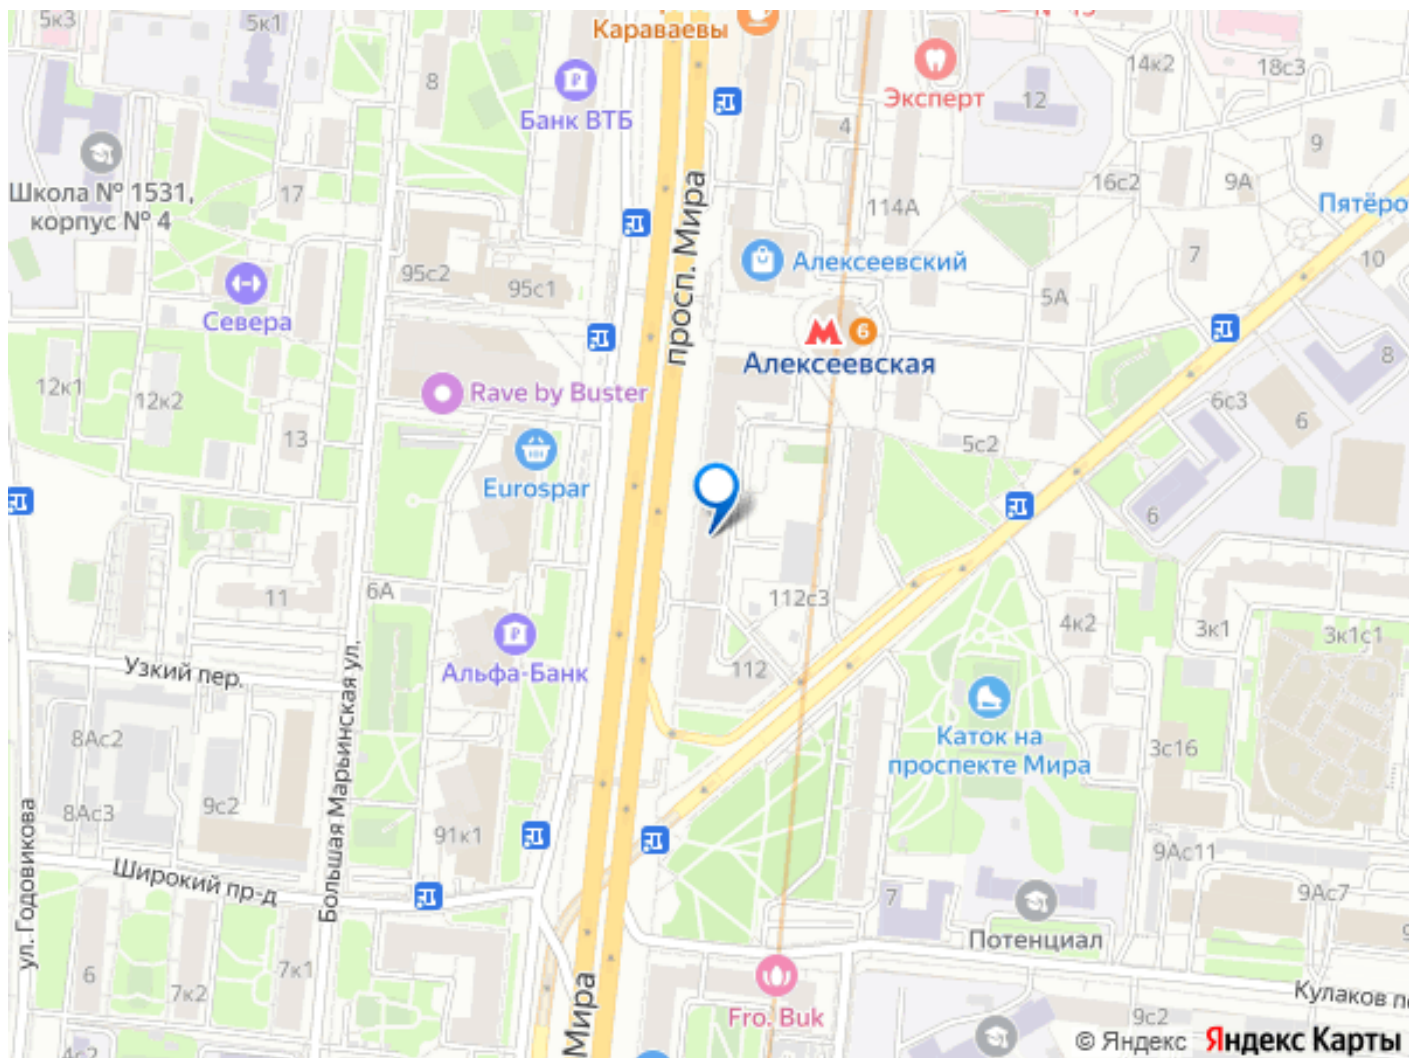 5к3
5к1
Караваевы
8
Банк ВТБ
Эксперт
14к2
18с3
12
4
9
Школа № 1531,
корпус № 4
17
просп. Мира
114А
16с2
9А
Пятёро
95с2
95с1
Алексеевский
7
10
5А
Севера
6
Алексеевская
8
12к1
12к2
Rave by Buster
13
5с2
6с3
6
Eurospar
6
11
6А
112с3
4к2
3к1
3к1с1
Узкий пер.
Альфа-Банк
112
Большая Марьинская ул.
8Ас2
Каток на
проспекте Мира
3с16
8Ас3
9с2
91к1
ул. Годовикова
9Ас11
Широкий пр-д
7
9Ас7
Потенциал
6
7к1
7к2
Мира
Fro. Buk
Кулаков пе
9с2
4с2
© Яндекс Яндекс Карты